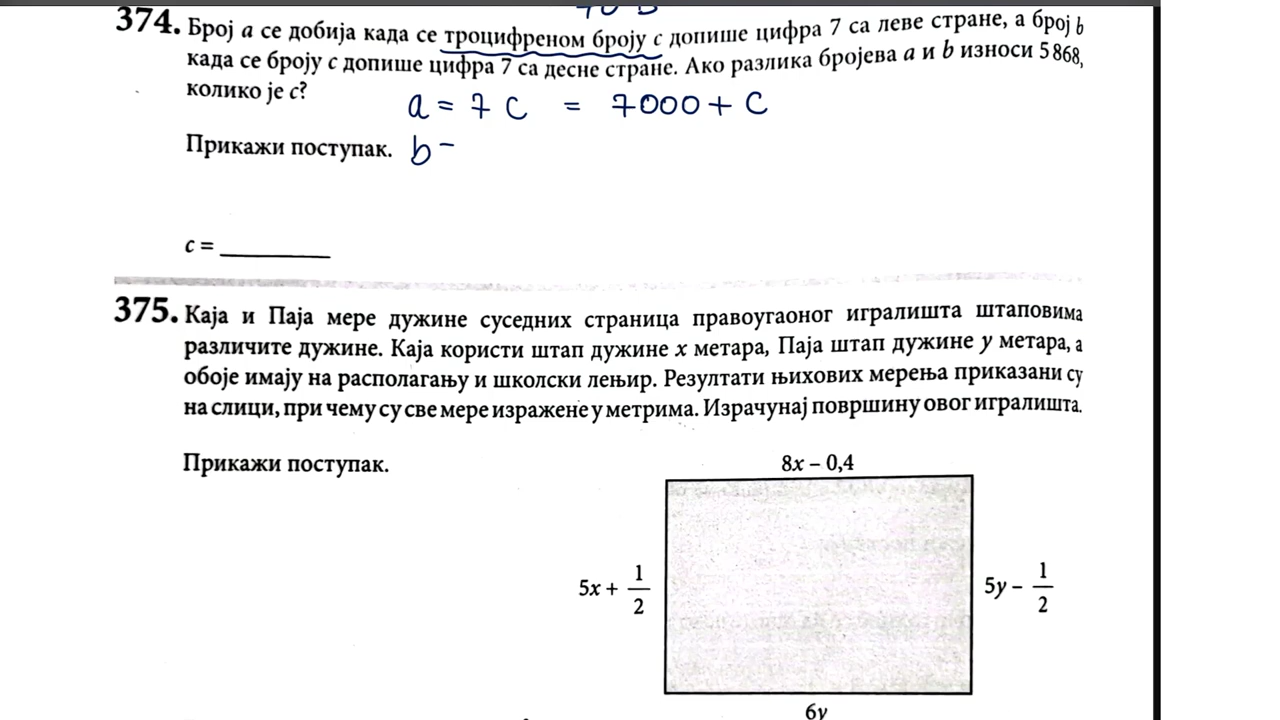 374. Број a се добија када се троцифреном броју c допише цифра 7 са леве стране, а број b
када се броју c допише цифра 7 са десне стране. Ако разлика бројева a и b износи 5 868,
колико је c?
a = 7 c = 7000 + c
Прикажи поступак.
b =
c = ________
375. Каја и Паја мере дужине суседних страница правоугаоног игралишта штаповима
различите дужине. Каја користи штап дужине x метара, Паја штап дужине y метара, а
обоје имају на располагању и школски лењир. Резултати њихових мерења приказани су
на слици, при чему су све мере изражене у метрима. Израчунај површину овог игралишта.
Прикажи поступак.
8x – 0,4
5x + 1/2
5y – 1/2
6y